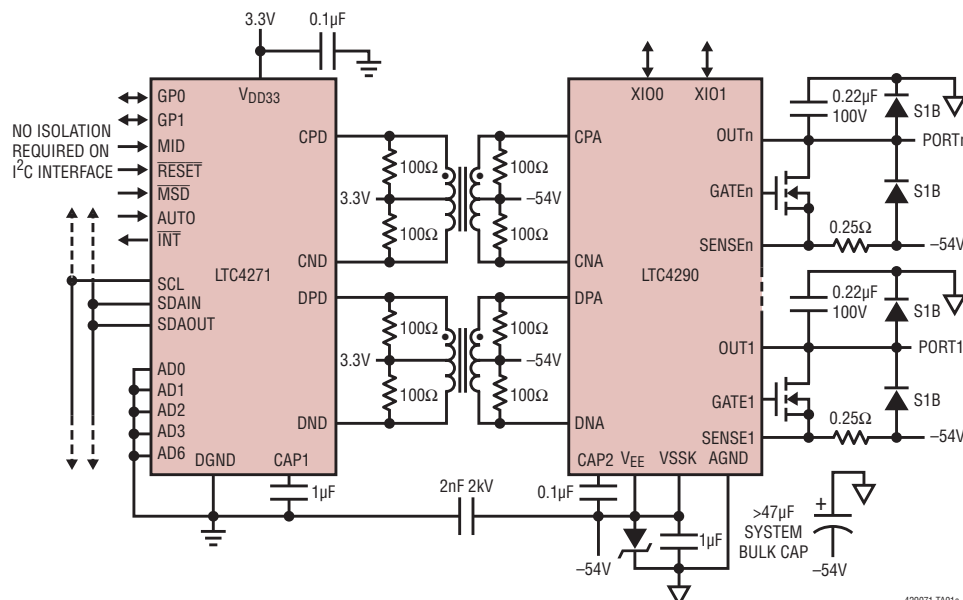 3.3V
0.1µF
VDD33
GP0
GP1
MID
RESET
MSD
AUTO
INT
NO ISOLATION
REQUIRED ON
I2C INTERFACE
SCL
SDAIN
SDAOUT
AD0
AD1
AD2
AD3
AD6
LTC4271
CPD
CND
DPD
DND
DGND
CAP1
1µF
100Ω
100Ω
3.3V
–54V
100Ω
100Ω
100Ω
100Ω
3.3V
–54V
100Ω
100Ω
2nF 2kV
XIO0
XIO1
CPA
CNA
DPA
DNA
LTC4290
OUTn
GATEn
SENSEn
OUT1
GATE1
SENSE1
CAP2
VEE
VSSK
AGND
0.22µF
100V
S1B
PORTn
S1B
0.25Ω
–54V
0.22µF
100V
S1B
PORT1
S1B
0.25Ω
–54V
0.1µF
–54V
1µF
>47µF
SYSTEM
BULK CAP
+
–54V